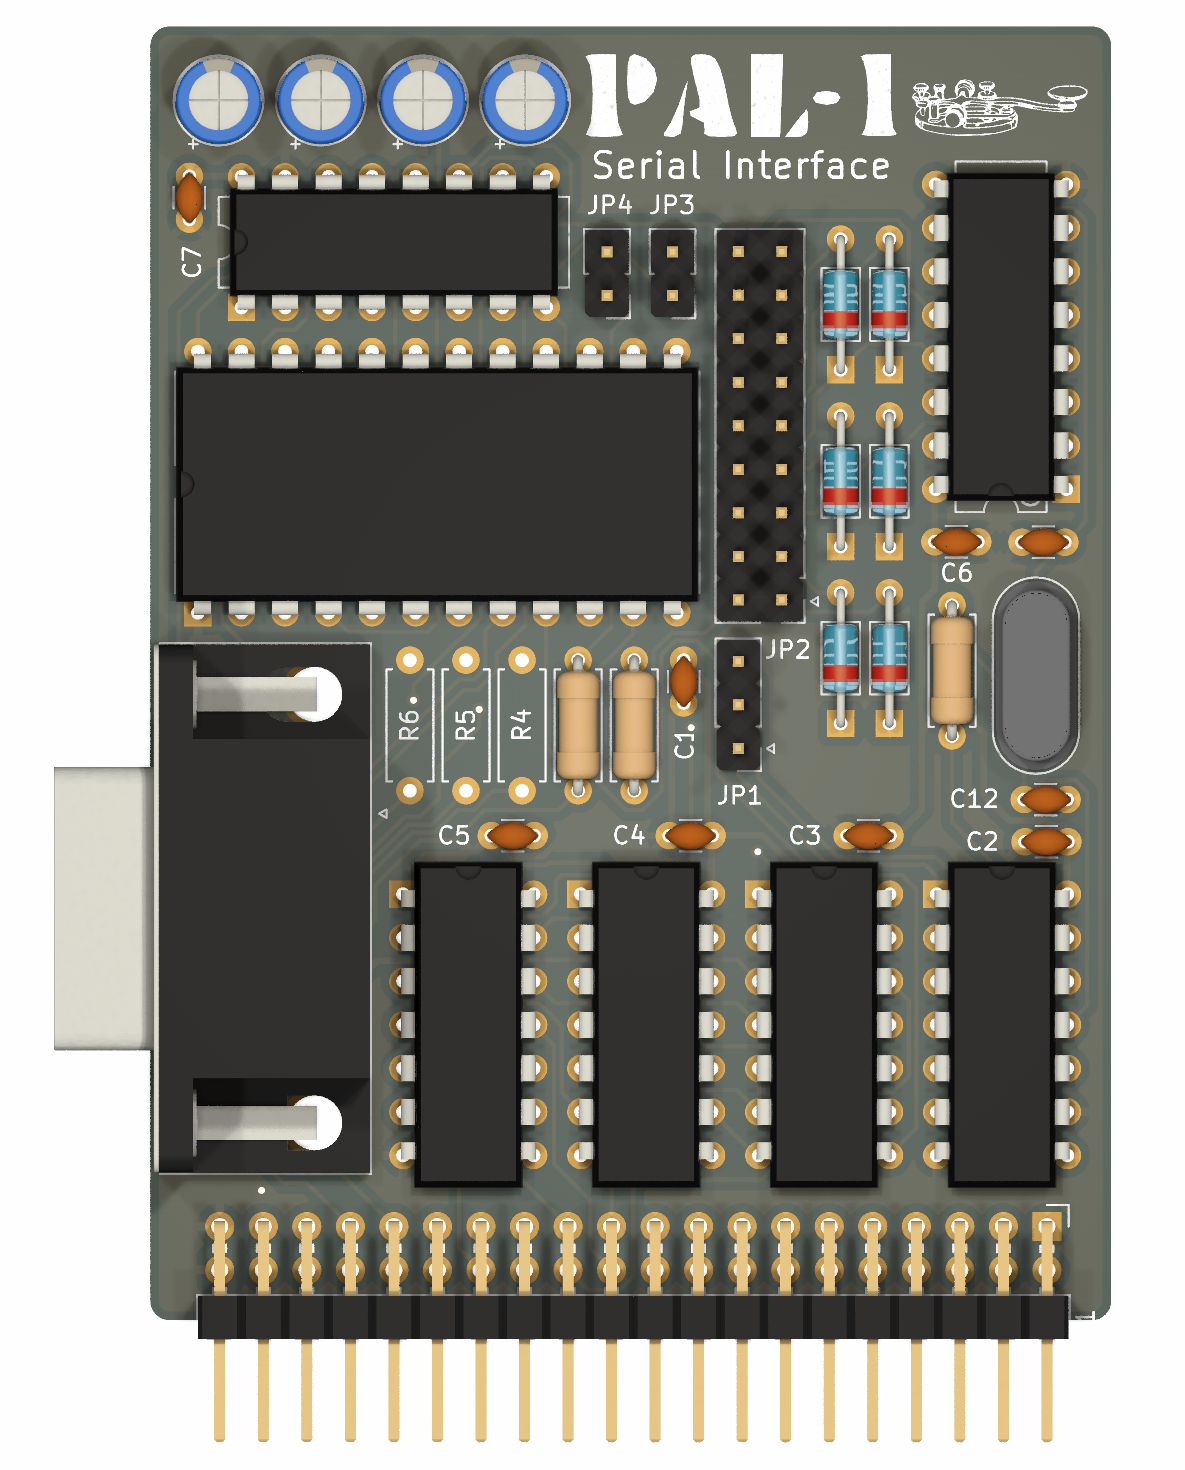 PAL-1
Serial Interface
JP4 JP3
C7
C6
JP2
R6 R5 R4 C1
JP1
C12
C5 C4 C3 C2